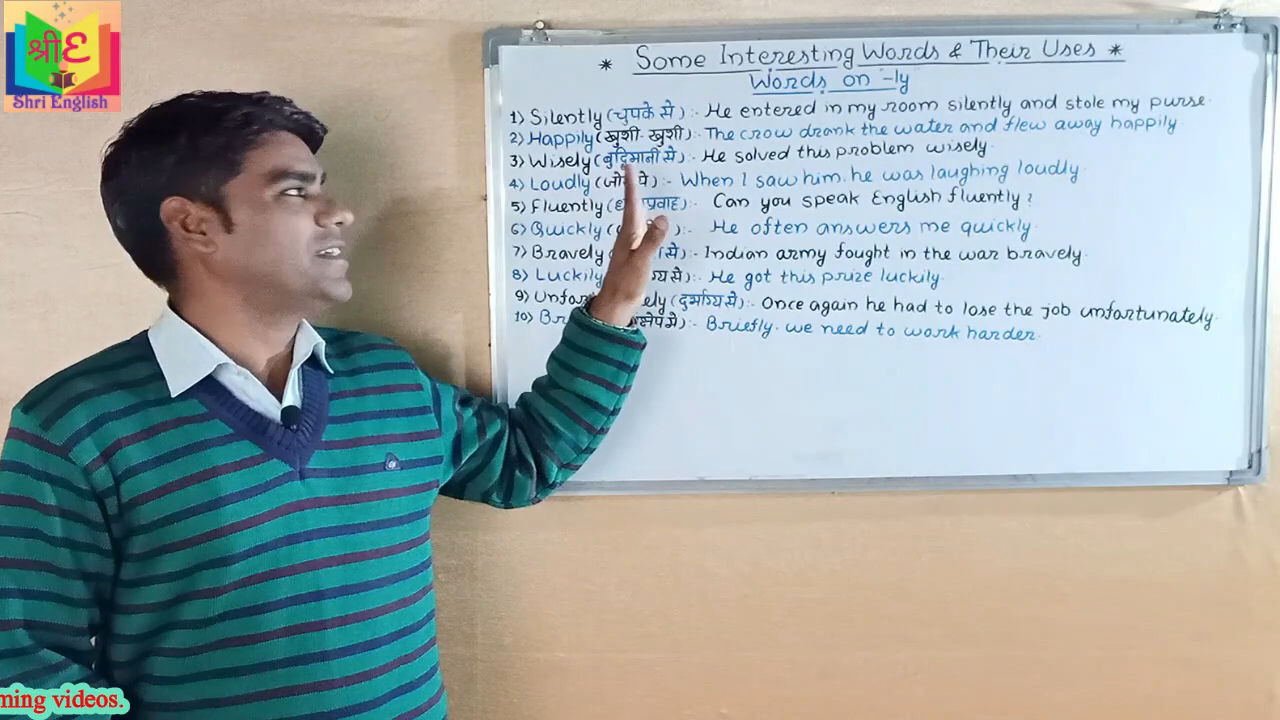 श्रीE
Shri English
* Some Interesting Words & Their Uses *
Words on -ly
1) Silently (चुपके से) :- He entered in my room silently and stole my purse.
2) Happily (खुशी खुशी) :- The crow drank the water and flew away happily.
3) Wisely (बुद्धिमानी से) :- He solved this problem wisely.
4) Loudly :- When I saw him, he was laughing loudly
5) Fluently :- Can you speak English fluently?
6) Quickly :- He often answers me quickly.
7) Bravely से) :- Indian army fought in the war bravely.
8) Luckily से) :- He got this prize luckily.
9) (दुर्भाग्य से) :- Once again he had to lose the job unfortunately.
10) से) :- Briefly, we need to work harder.
videos.